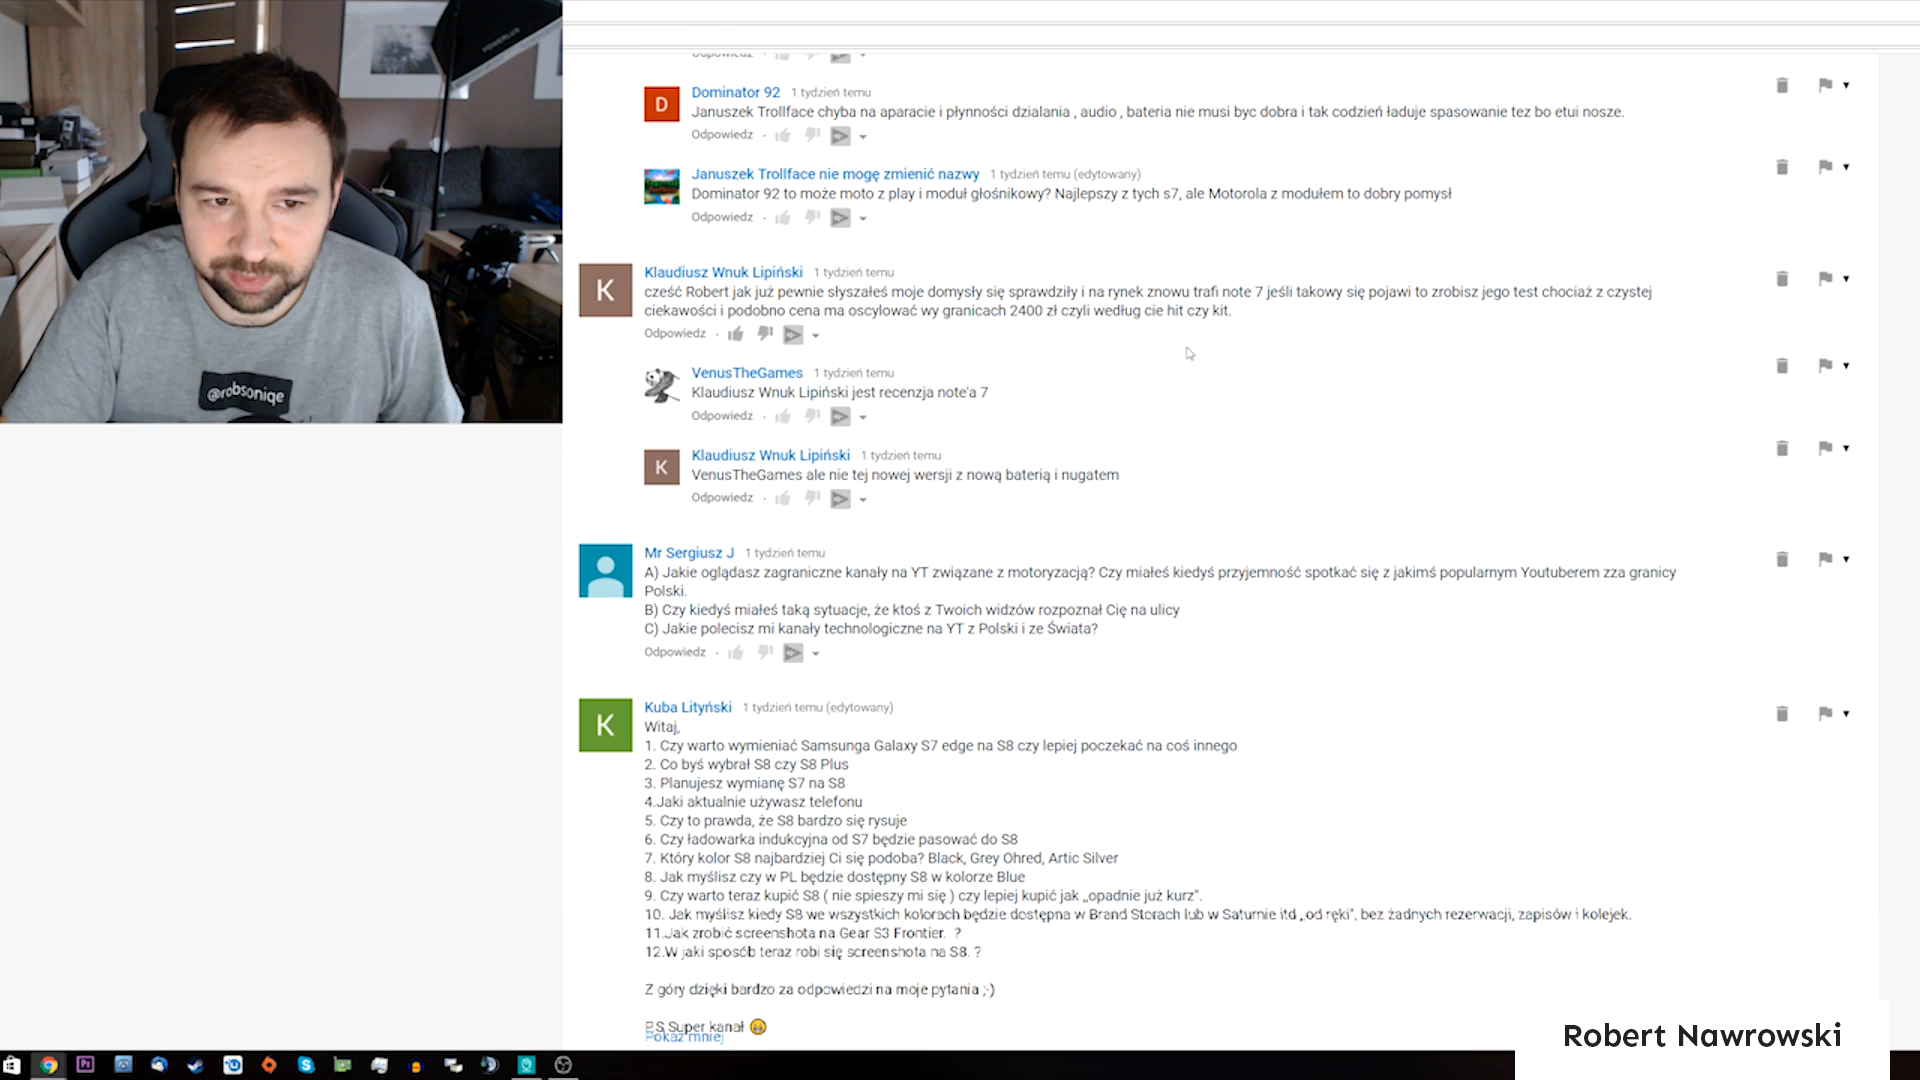 Odpowiedz ·
Dominator 92 1 tydzień temu
Januszek Trollface chyba na aparacie i płynności dzialania , audio , bateria nie musi byc dobra i tak codzień ładuje spasowanie tez bo etui nosze.
Odpowiedz ·
Januszek Trollface nie mogę zmienić nazwy 1 tydzień temu (edytowany)
Dominator 92 to może moto z play i moduł głośnikowy? Najlepszy z tych s7, ale Motorola z modułem to dobry pomysł
Odpowiedz ·
Klaudiusz Wnuk Lipiński 1 tydzień temu
cześć Robert jak już pewnie słyszałeś moje domysły się sprawdziły i na rynek znowu trafi note 7 jeśli takowy się pojawi to zrobisz jego test chociaż z czystej
ciekawości i podobno cena ma oscylować wy granicach 2400 zł czyli według cie hit czy kit.
Odpowiedz ·
VenusTheGames 1 tydzień temu
Klaudiusz Wnuk Lipiński jest recenzja note'a 7
Odpowiedz ·
Klaudiusz Wnuk Lipiński 1 tydzień temu
VenusTheGames ale nie tej nowej wersji z nową baterią i nugatem
Odpowiedz ·
Mr Sergiusz J 1 tydzień temu
A) Jakie oglądasz zagraniczne kanały na YT związane z motoryzacją? Czy miałeś kiedyś przyjemność spotkać się z jakimś popularnym Youtuberem zza granicy
Polski.
B) Czy kiedyś miałeś taką sytuacje, że ktoś z Twoich widzów rozpoznał Cię na ulicy
C) Jakie polecisz mi kanały technologiczne na YT z Polski i ze Świata?
Odpowiedz ·
Kuba Lityński 1 tydzień temu (edytowany)
Witaj,
1. Czy warto wymieniać Samsunga Galaxy S7 edge na S8 czy lepiej poczekać na coś innego
2. Co byś wybrał S8 czy S8 Plus
3. Planujesz wymianę S7 na S8
4.Jaki aktualnie używasz telefonu
5. Czy to prawda, że S8 bardzo się rysuje
6. Czy ładowarka indukcyjna od S7 będzie pasować do S8
7. Który kolor S8 najbardziej Ci się podoba? Black, Grey Ohred, Artic Silver
8. Jak myślisz czy w PL będzie dostępny S8 w kolorze Blue
9. Czy warto teraz kupić S8 ( nie spieszy mi się ) czy lepiej kupić jak „opadnie już kurz".
10. Jak myślisz kiedy S8 we wszystkich kolorach będzie dostępna w Brand Storach lub w Saturnie itd „od ręki", bez żadnych rezerwacji, zapisów i kolejek.
11.Jak zrobić screenshota na Gear S3 Frontier. ?
12.W jaki sposób teraz robi się screenshota na S8. ?
Z góry dzięki bardzo za odpowiedzi na moje pytania ;-)
P.S Super kanał
Pokaż mniej
D
K
K
K
@robsoniqe
Robert Nawrowski